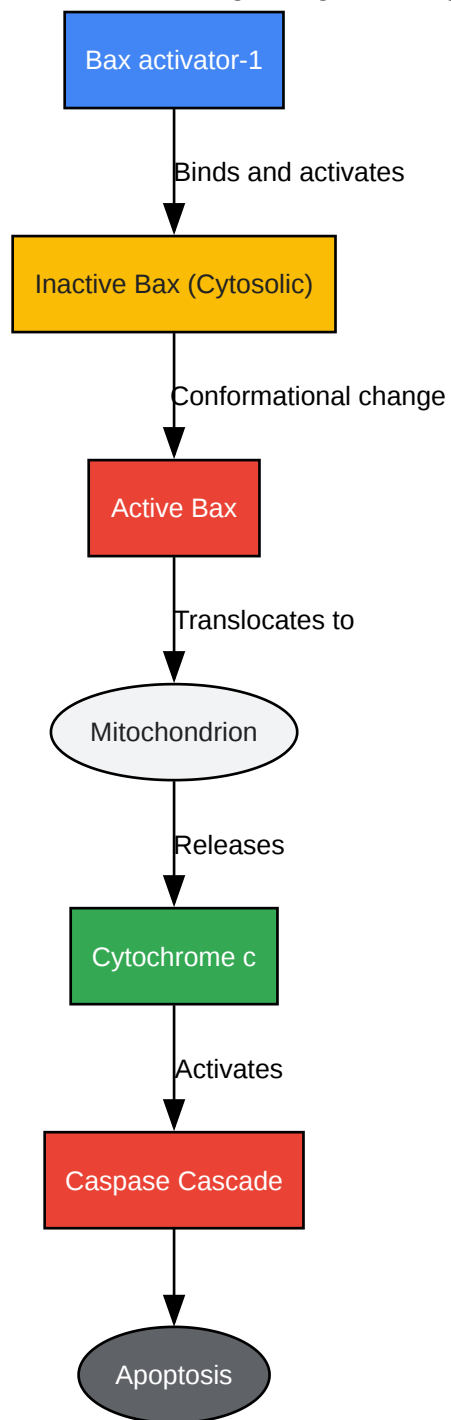 Bax activator-1
Binds and activates
Inactive Bax (Cytosolic)
Conformational change
Active Bax
Translocates to
Mitochondrion
Releases
Cytochrome c
Activates
Caspase Cascade
Apoptosis